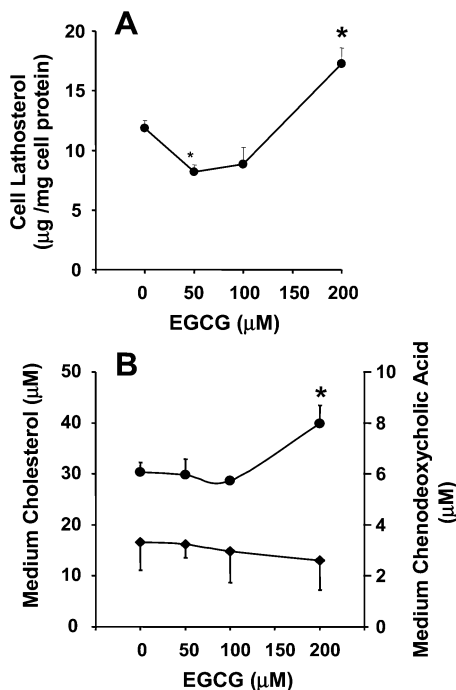 A
20
15
10
5
0
Cell Lathosterol
(μg /mg cell protein)
*
*
0 50 100 150 200
EGCG (μM)
B
50
40
30
20
10
0
Medium Cholesterol (μM)
*
10
8
6
4
2
0
Medium Chenodeoxycholic Acid
(μM)
0 50 100 200
EGCG (μM)